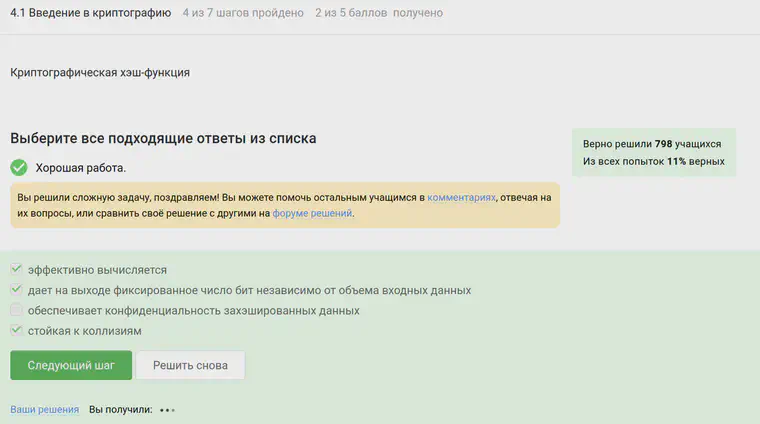 4.1 Введение в криптографию 4 из 7 шагов пройдено 2 из 5 баллов получено
Криптографическая хэш-функция
Выберите все подходящие ответы из списка
Верно решили 798 учащихся
Из всех попыток 11% верных
Хорошая работа.
Вы решили сложную задачу, поздравляем! Вы можете помочь остальным учащимся в комментариях, отвечая на
их вопросы, или сравнить своё решение с другими на форуме решений.
эффективно вычисляется
дает на выходе фиксированное число бит независимо от объема входных данных
обеспечивает конфиденциальность захэшированных данных
стойкая к коллизиям
Следующий шаг Решить снова
Ваши решения Вы получили: